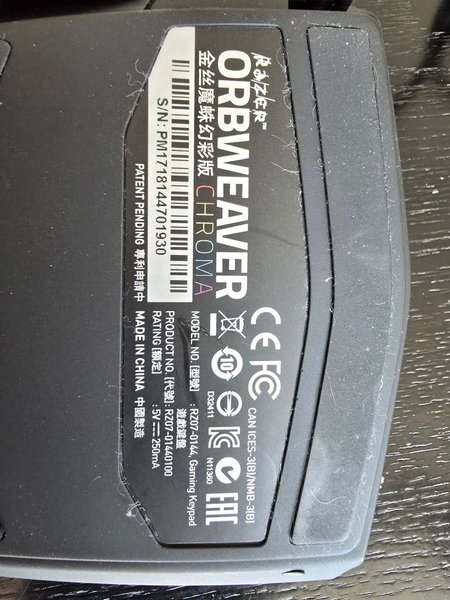 RAZER™
ORBWEAVER
金丝魔蛛幻彩版 CHROMA
S/N: PM1718144701930
PATENT PENDING 專利申請中
CE FC CAN ICES-3(B)/NMB-3(B)
10
D32411
N11360
EAC
MODEL NO. [型號] : RZ07-0144, Gaming Keypad
遊戲鍵盤
PRODUCT NO. [代號] : RZ07-01440100
RATING [額定] : 5V 250mA
MADE IN CHINA 中國製造